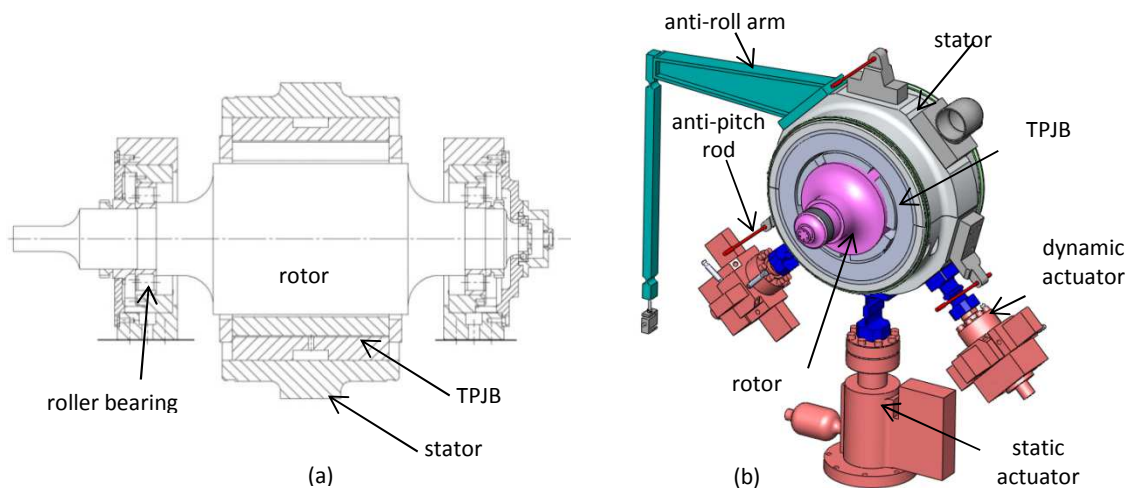 rotor
roller bearing
TPJB
stator
(a)
anti-roll arm
stator
anti-pitch
rod
TPJB
dynamic
actuator
rotor
static
actuator
(b)